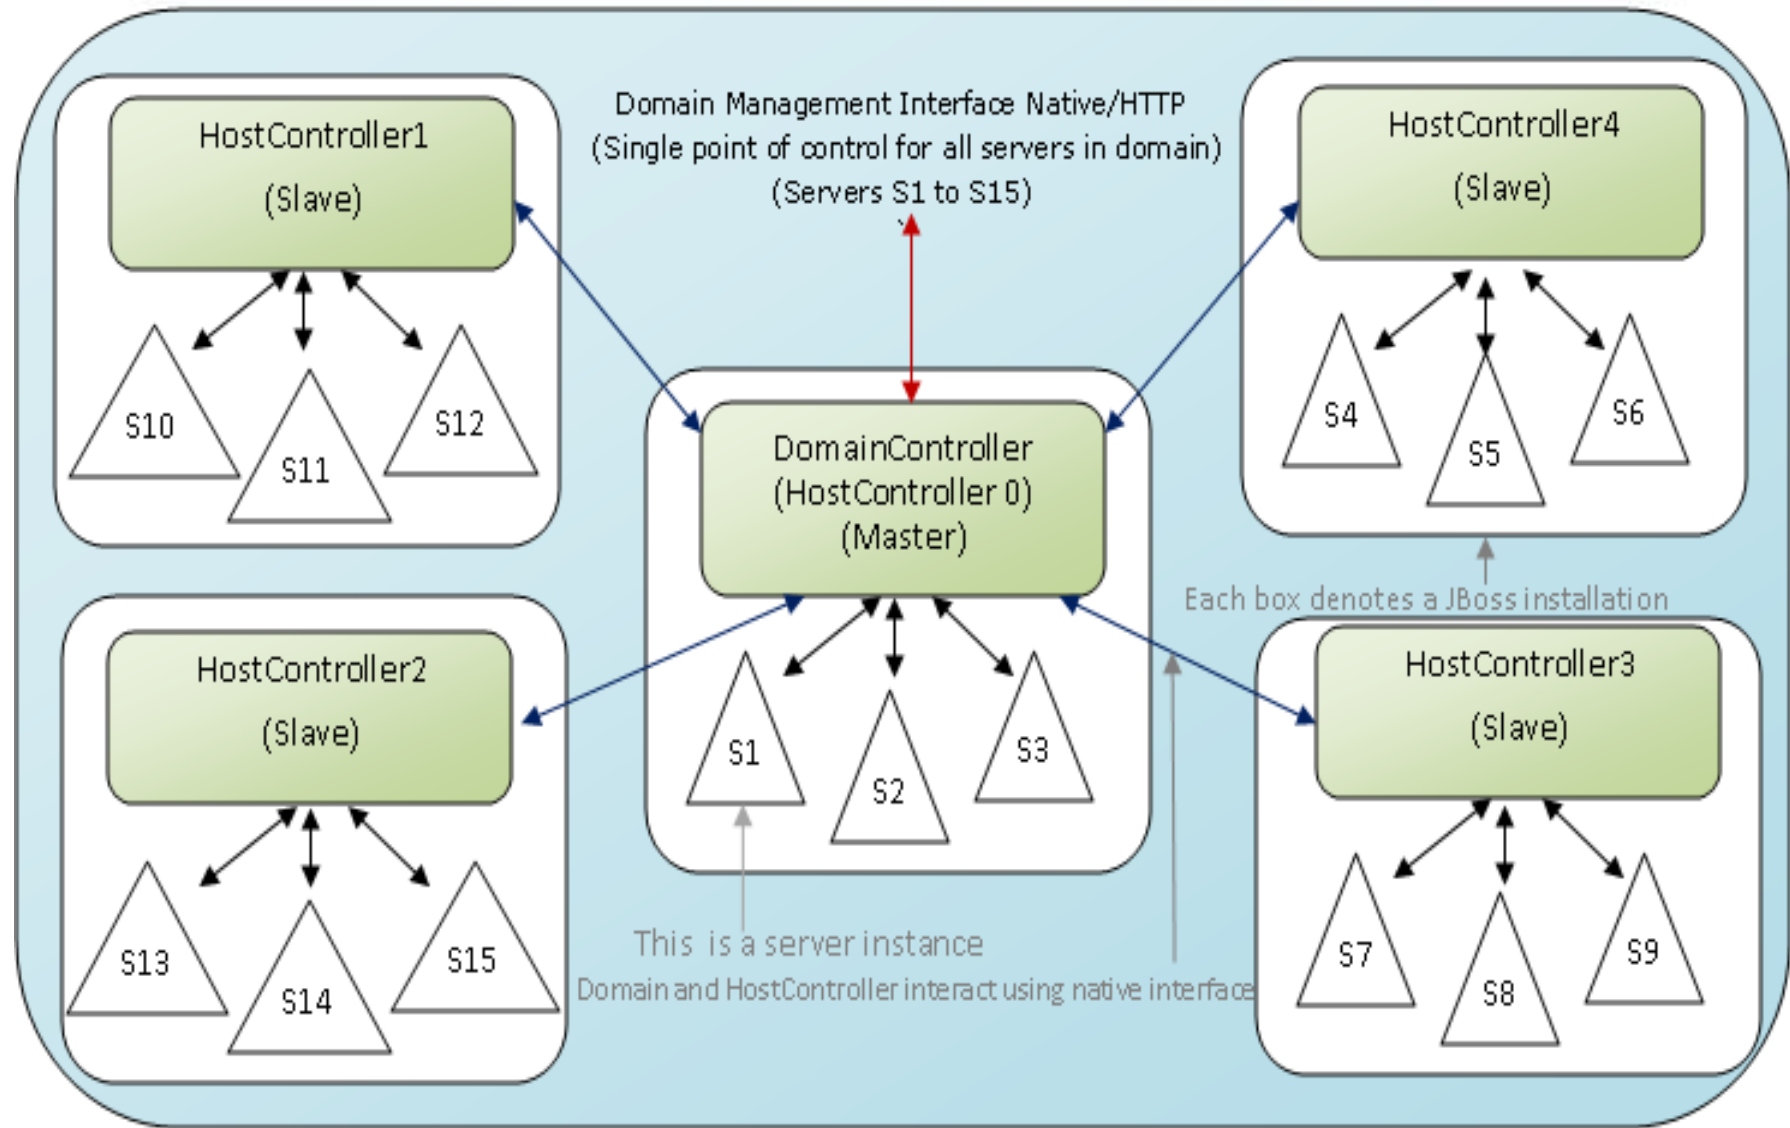 HostController1
(Slave)
S10
S11
S12
Domain Management Interface Native/HTTP
(Single point of control for all servers in domain)
(Servers S1 to S15)
HostController4
(Slave)
S4
S5
S6
DomainController
(HostController 0)
(Master)
S1
S2
S3
Each box denotes a JBoss installation
HostController2
(Slave)
S13
S14
S15
HostController3
(Slave)
S7
S8
S9
This is a server instance
Domain and HostController interact using native interface